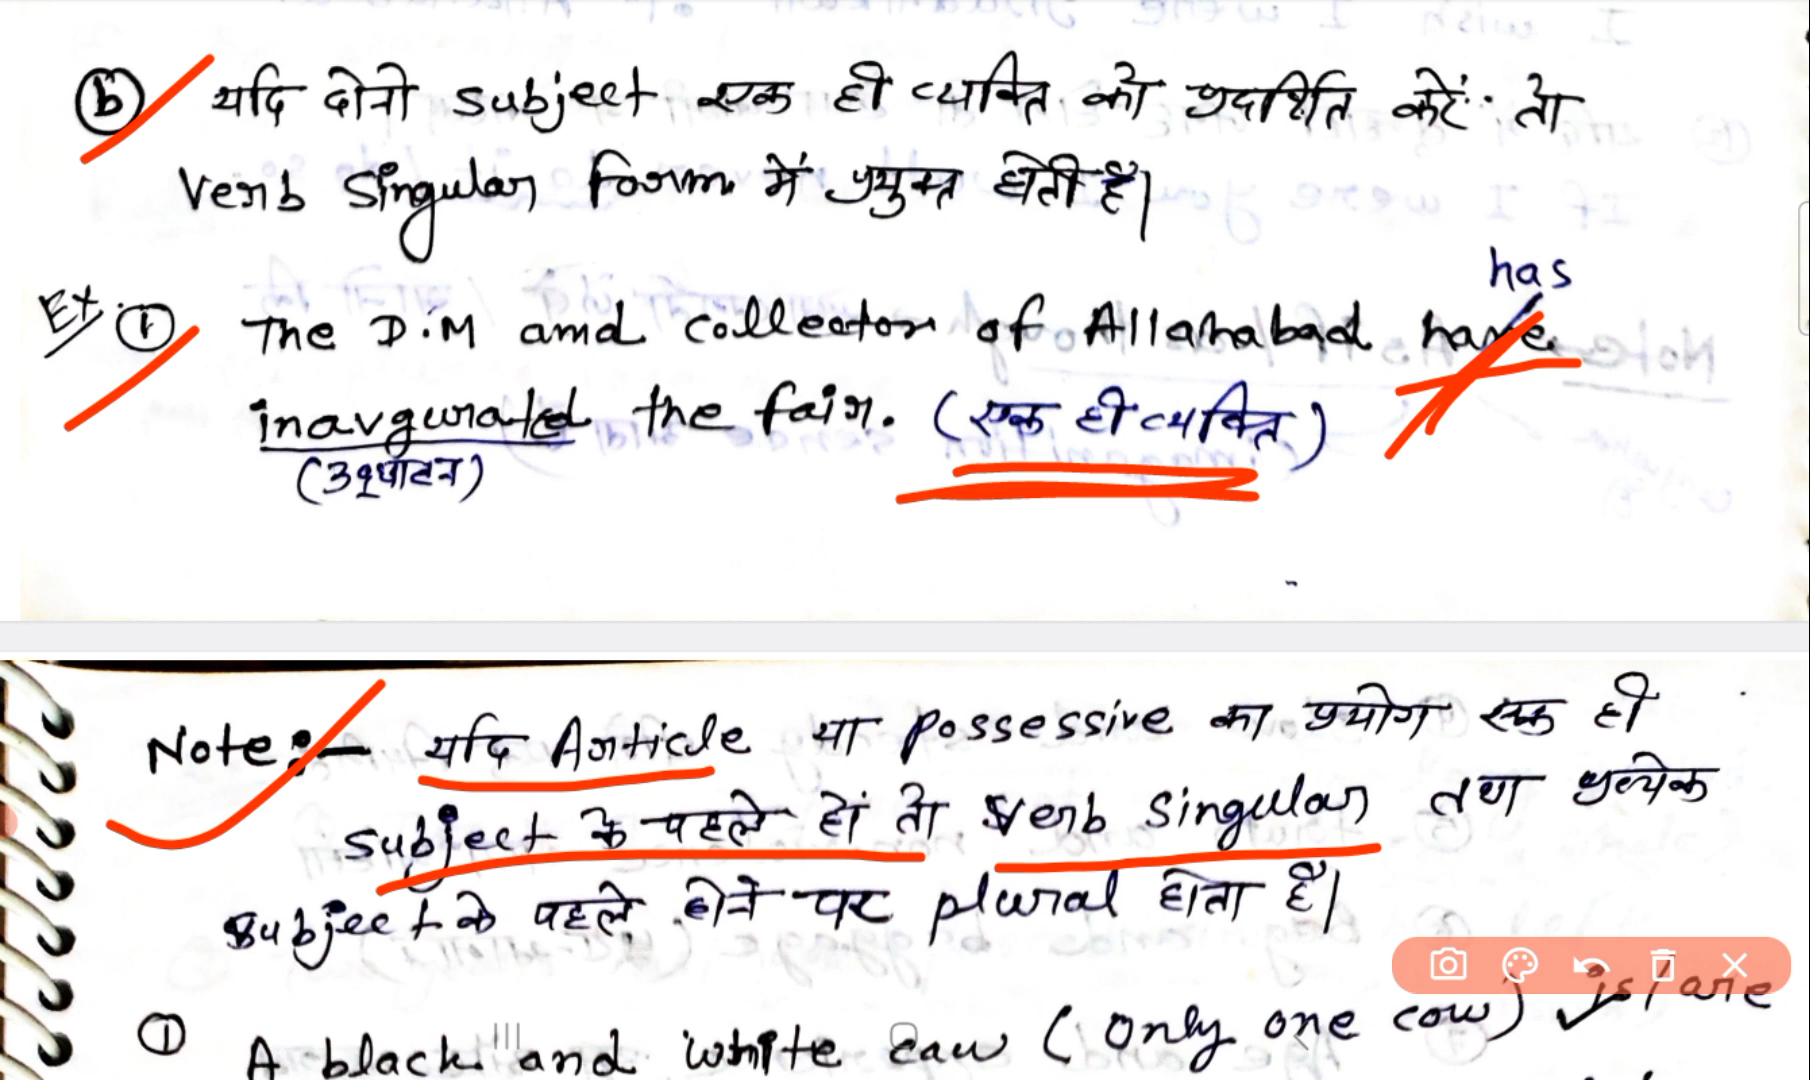 (b) यदि दोनो subject एक ही व्यक्ति को प्रदर्शित करें तो
Verb Singular form में प्रयुक्त होती है।
has
Ex. (1) The D.M and collector of Allahabad have
inavgurated the fair. (एक ही व्यक्ति)
(उद्घाटन)
Note:- यदि Article या possessive का प्रयोग एक ही
subject के पहले हो तो Verb Singular तथा प्रत्येक
subject के पहले होने पर plural होता है।
(1) A black and white cow (only one cow) is/are